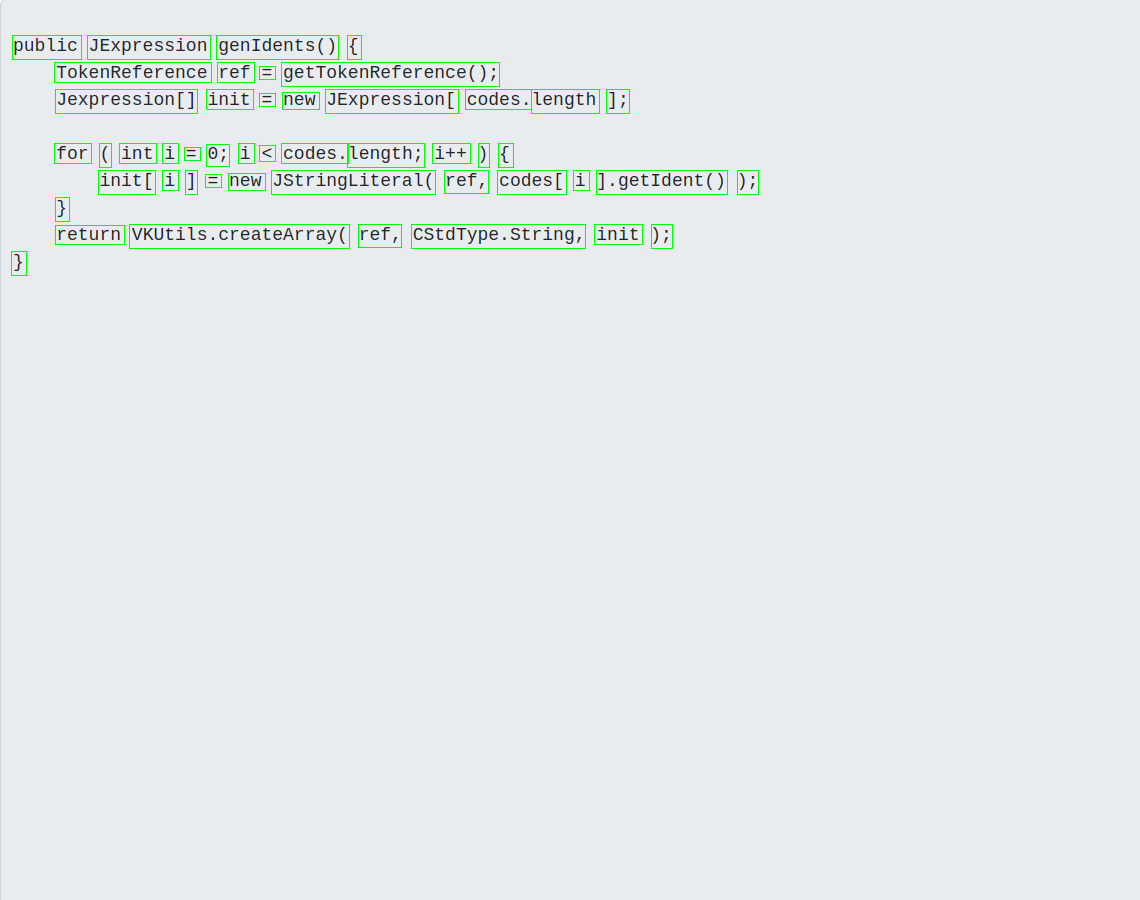 public JExpression genIdents() {
    TokenReference ref = getTokenReference();
    Jexpression[] init = new JExpression[ codes.length ];

    for ( int i = 0; i < codes.length; i++ ) {
        init[ i ] = new JStringLiteral( ref, codes[ i ].getIdent() );
    }
    return VKUtils.createArray( ref, CStdType.String, init );
}